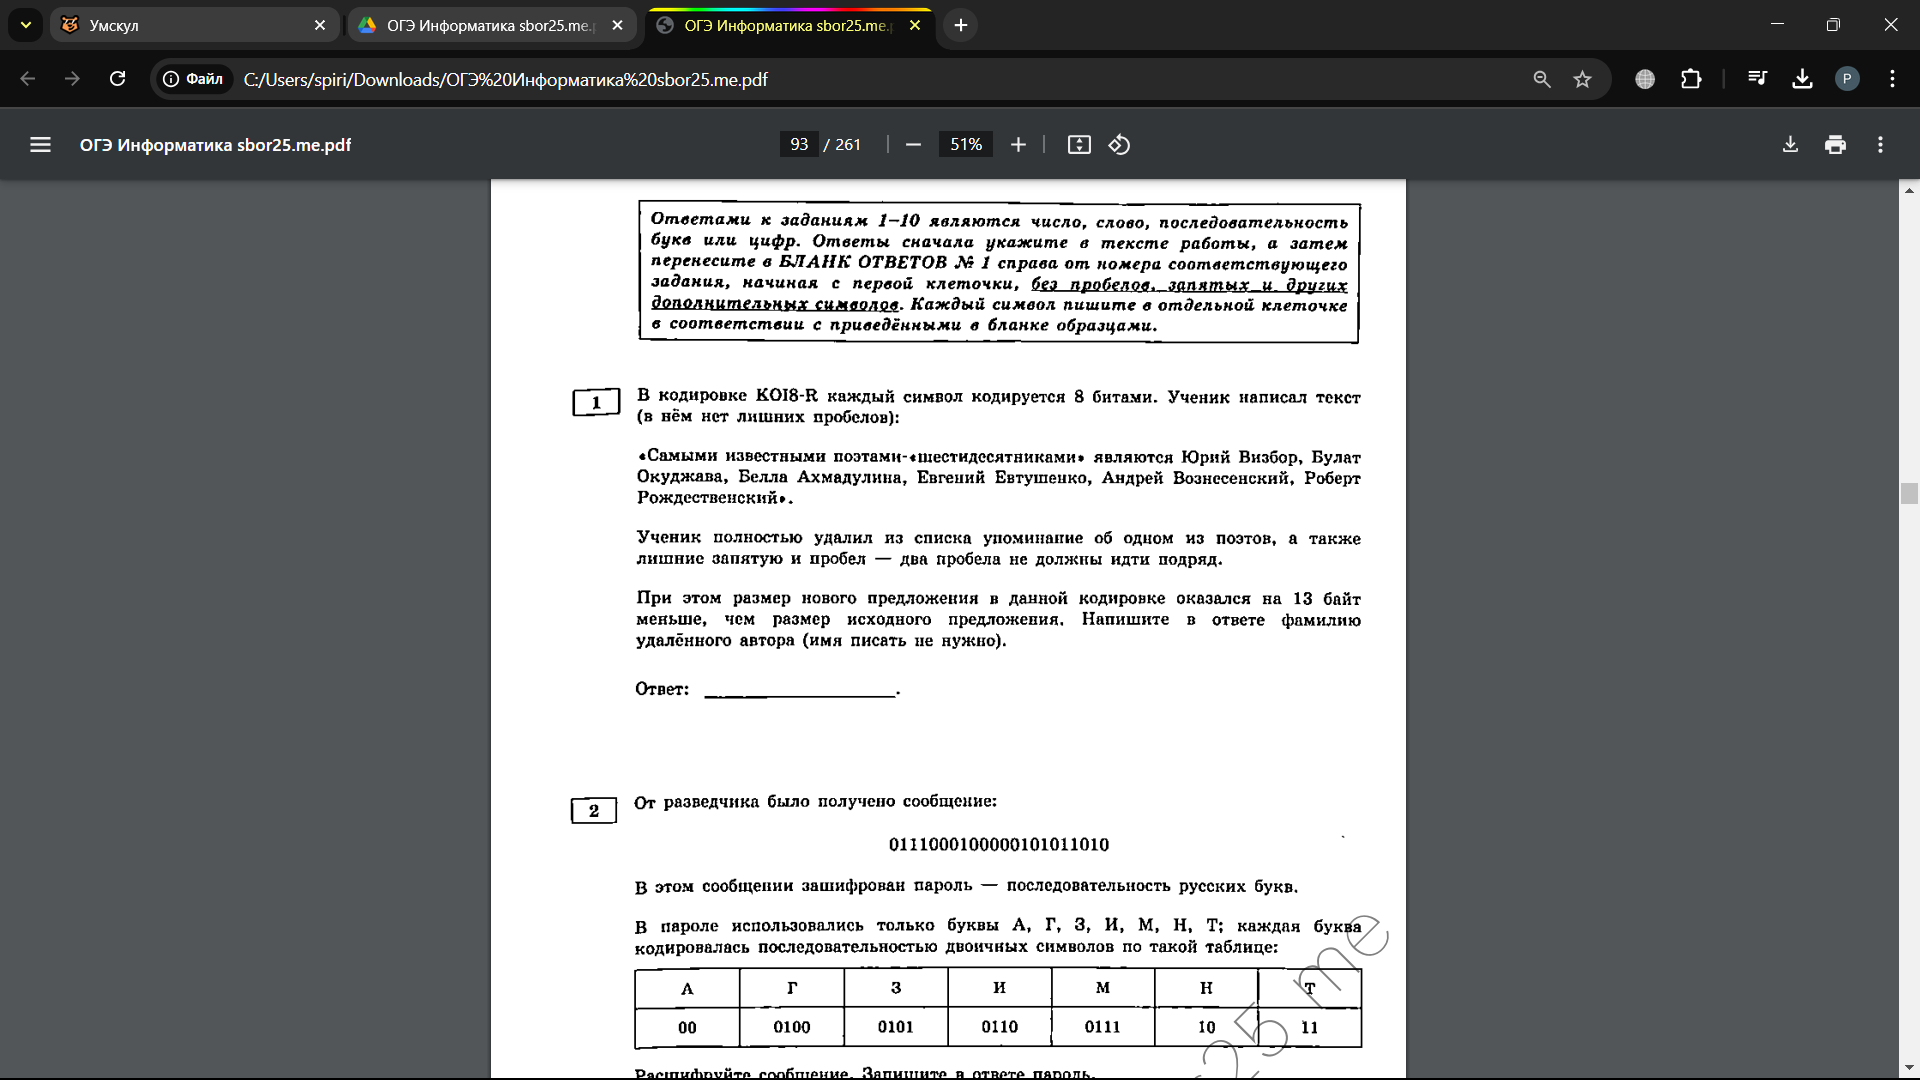 Умскул
ОГЭ Информатика sbor25.me.p
ОГЭ Информатика sbor25.me.p
Файл
C:/Users/spiri/Downloads/ОГЭ%20Информатика%20sbor25.me.pdf
P
ОГЭ Информатика sbor25.me.pdf
93 / 261
51%
Ответами к заданиям 1–10 являются число, слово, последовательность
букв или цифр. Ответы сначала укажите в тексте работы, а затем
перенесите в БЛАНК ОТВЕТОВ № 1 справа от номера соответствующего
задания, начиная с первой клеточки, без пробелов, запятых и других
дополнительных символов. Каждый символ пишите в отдельной клеточке
в соответствии с приведёнными в бланке образцами.
1
В кодировке KOI8-R каждый символ кодируется 8 битами. Ученик написал текст
(в нём нет лишних пробелов):
«Самыми известными поэтами-«шестидесятниками» являются Юрий Визбор, Булат
Окуджава, Белла Ахмадулина, Евгений Евтушенко, Андрей Вознесенский, Роберт
Рождественский».
Ученик полностью удалил из списка упоминание об одном из поэтов, а также
лишние запятую и пробел — два пробела не должны идти подряд.
При этом размер нового предложения в данной кодировке оказался на 13 байт
меньше, чем размер исходного предложения. Напишите в ответе фамилию
удалённого автора (имя писать не нужно).
Ответ: ____________________.
2
От разведчика было получено сообщение:
0111000100000101011010
В этом сообщении зашифрован пароль — последовательность русских букв.
В пароле использовались только буквы А, Г, З, И, М, Н, Т; каждая буква
кодировалась последовательностью двоичных символов по такой таблице:
А Г З И М Н Т
00 0100 0101 0110 0111 10 11
Расшифруйте сообщение. Запишите в ответе пароль.
25 me